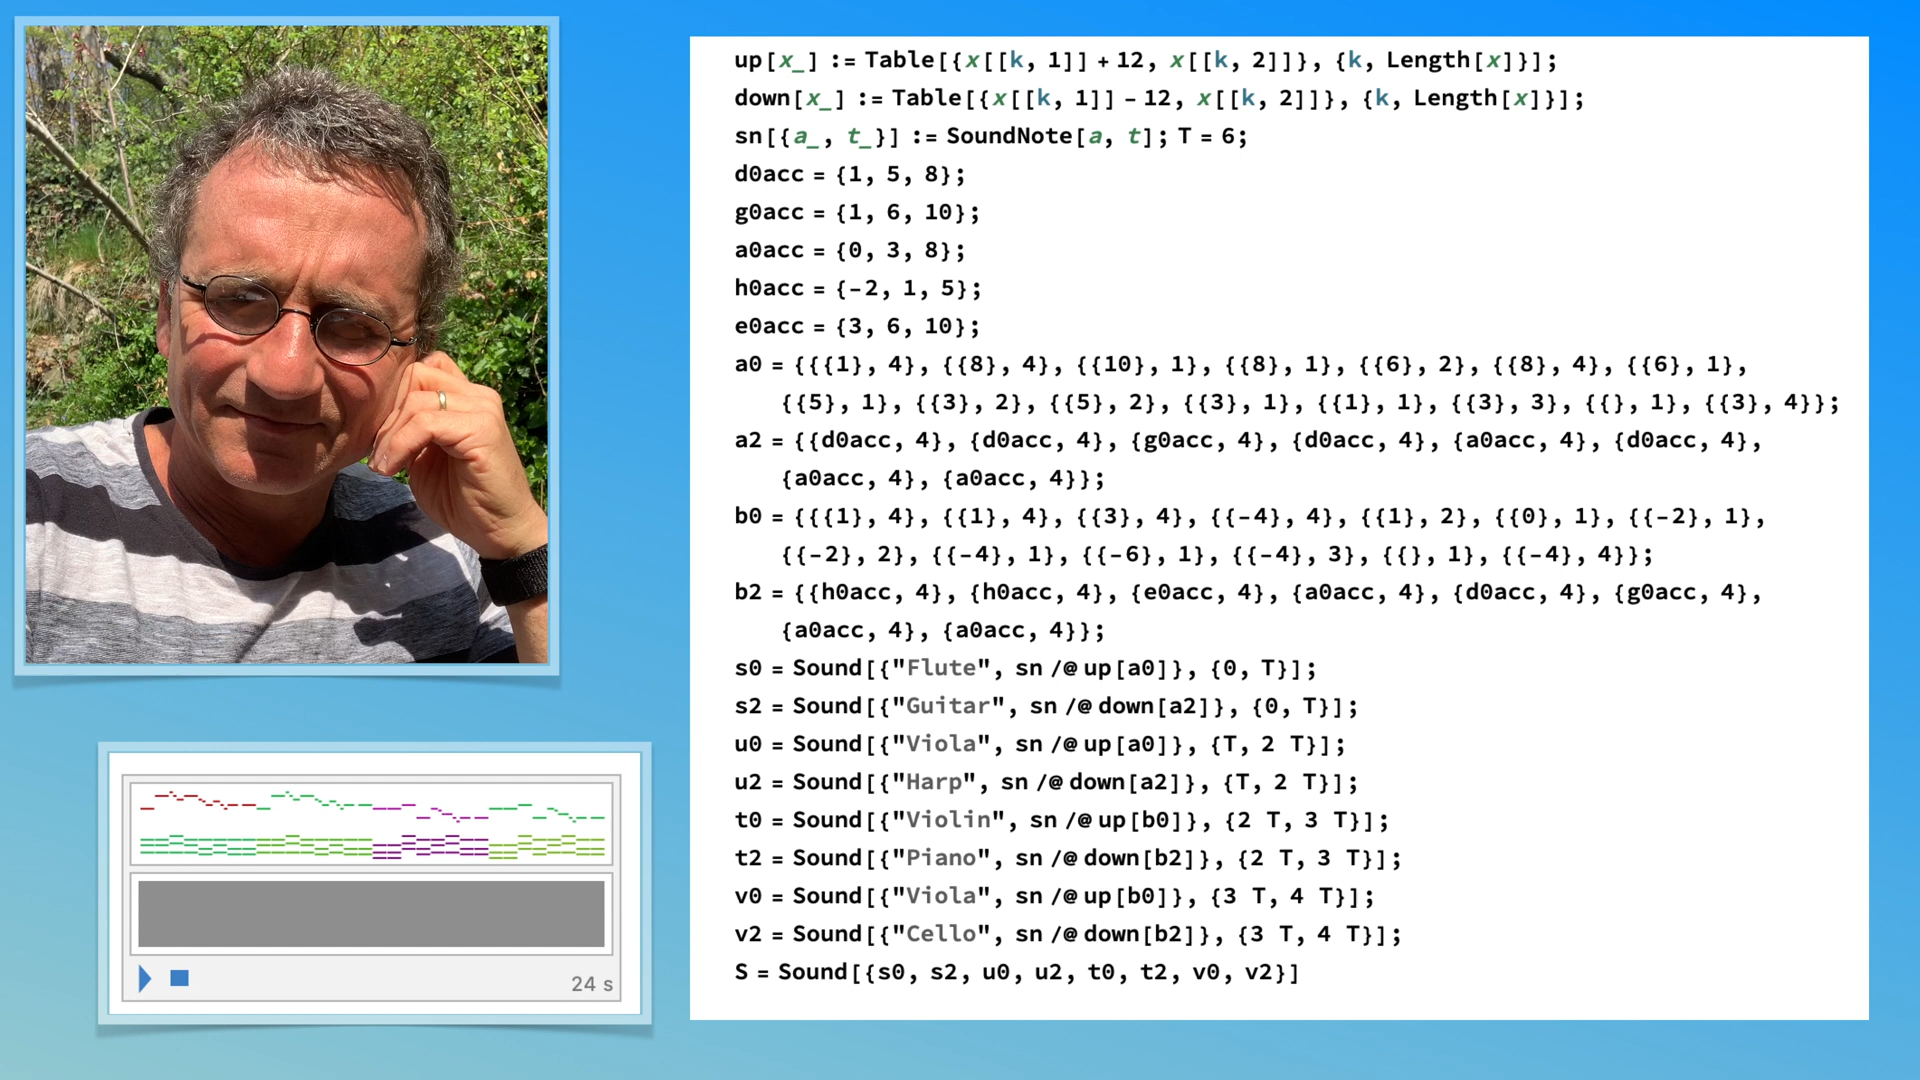 up[x_] := Table[{x[[k, 1]] + 12, x[[k, 2]]}, {k, Length[x]}];
down[x_] := Table[{x[[k, 1]] - 12, x[[k, 2]]}, {k, Length[x]}];
sn[{a_, t_}] := SoundNote[a, t]; T = 6;
d0acc = {1, 5, 8};
g0acc = {1, 6, 10};
a0acc = {0, 3, 8};
h0acc = {-2, 1, 5};
e0acc = {3, 6, 10};
a0 = {{{1}, 4}, {{8}, 4}, {{10}, 1}, {{8}, 1}, {{6}, 2}, {{8}, 4}, {{6}, 1},
{{5}, 1}, {{3}, 2}, {{5}, 2}, {{3}, 1}, {{1}, 1}, {{3}, 3}, {{}, 1}, {{3}, 4}};
a2 = {{d0acc, 4}, {d0acc, 4}, {g0acc, 4}, {d0acc, 4}, {a0acc, 4}, {d0acc, 4},
{a0acc, 4}, {a0acc, 4}};
b0 = {{{1}, 4}, {{1}, 4}, {{3}, 4}, {{-4}, 4}, {{1}, 2}, {{0}, 1}, {{-2}, 1},
{{-2}, 2}, {{-4}, 1}, {{-6}, 1}, {{-4}, 3}, {{}, 1}, {{-4}, 4}};
b2 = {{h0acc, 4}, {h0acc, 4}, {e0acc, 4}, {a0acc, 4}, {d0acc, 4}, {g0acc, 4},
{a0acc, 4}, {a0acc, 4}};
s0 = Sound[{"Flute", sn /@ up[a0]}, {0, T}];
s2 = Sound[{"Guitar", sn /@ down[a2]}, {0, T}];
u0 = Sound[{"Viola", sn /@ up[a0]}, {T, 2 T}];
u2 = Sound[{"Harp", sn /@ down[a2]}, {T, 2 T}];
t0 = Sound[{"Violin", sn /@ up[b0]}, {2 T, 3 T}];
t2 = Sound[{"Piano", sn /@ down[b2]}, {2 T, 3 T}];
v0 = Sound[{"Viola", sn /@ up[b0]}, {3 T, 4 T}];
v2 = Sound[{"Cello", sn /@ down[b2]}, {3 T, 4 T}];
S = Sound[{s0, s2, u0, u2, t0, t2, v0, v2}]
24 s